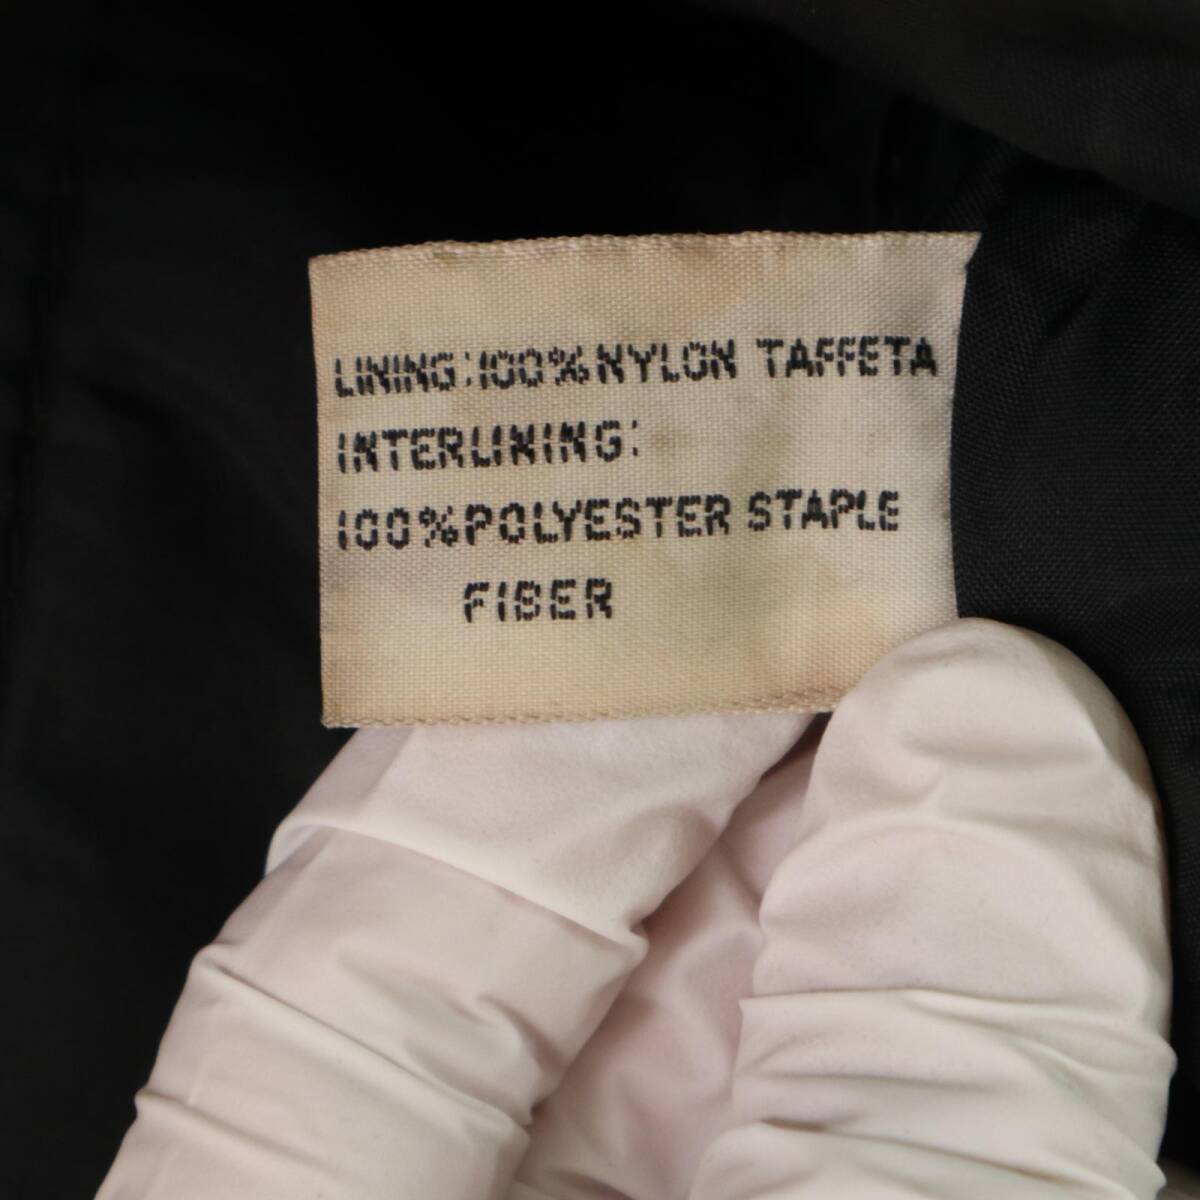 LINING:100%NYLON TAFFETA
INTERLINING:
100%POLYESTER STAPLE
FIBER